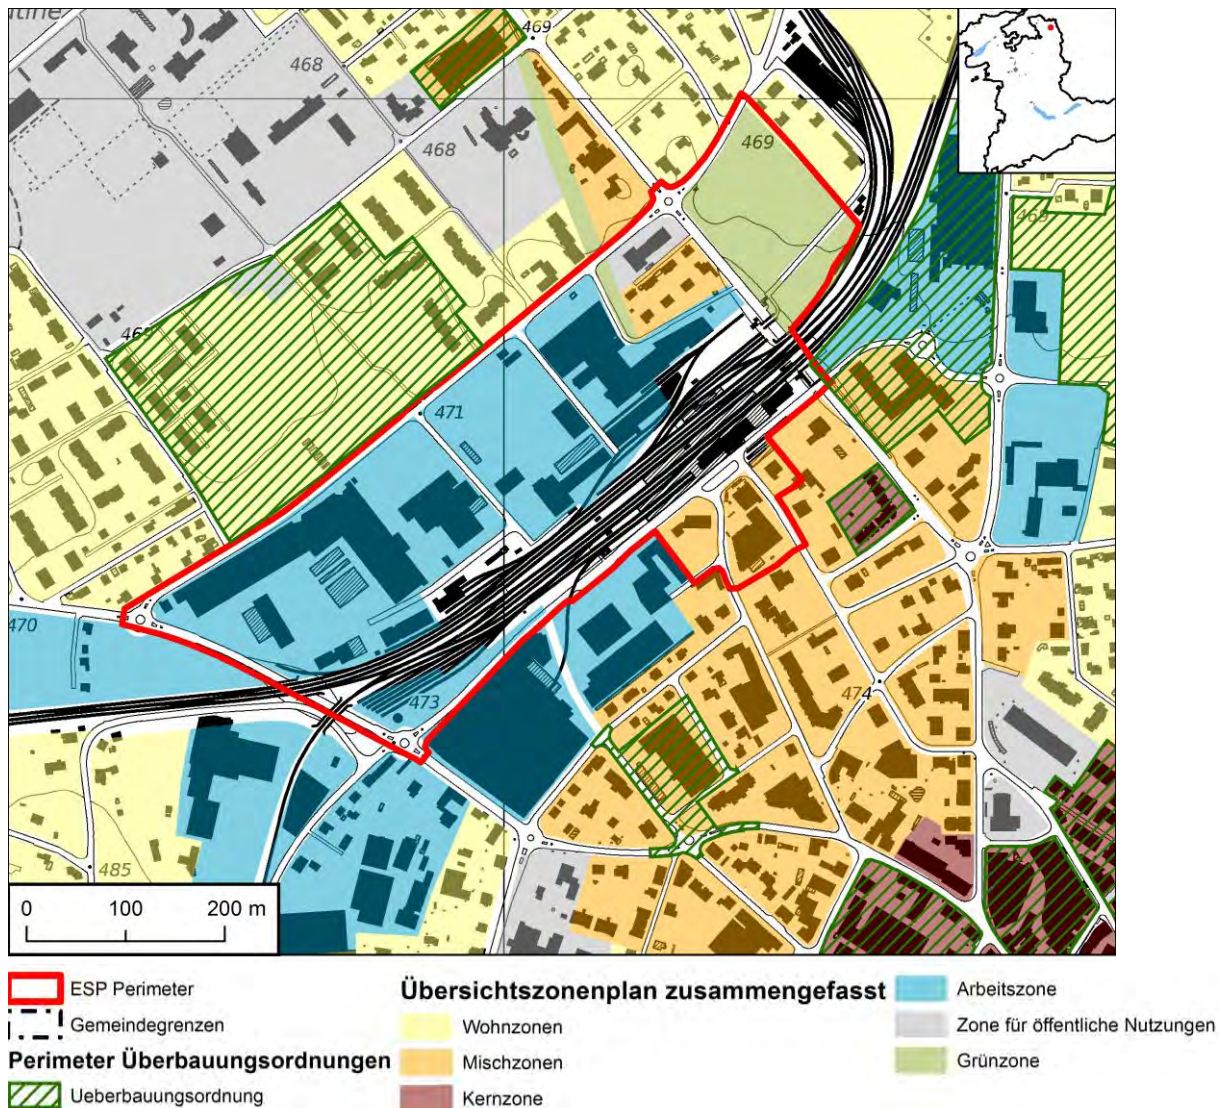 469
468
468
469
469
471
470
473
474
485
0 100 200 m
ESP Perimeter
Gemeindegrenzen
Perimeter Überbauungsordnungen
Ueberbauungsordnung
Übersichtszonenplan zusammengefasst
Wohnzonen
Mischzonen
Kernzone
Arbeitszone
Zone für öffentliche Nutzungen
Grünzone